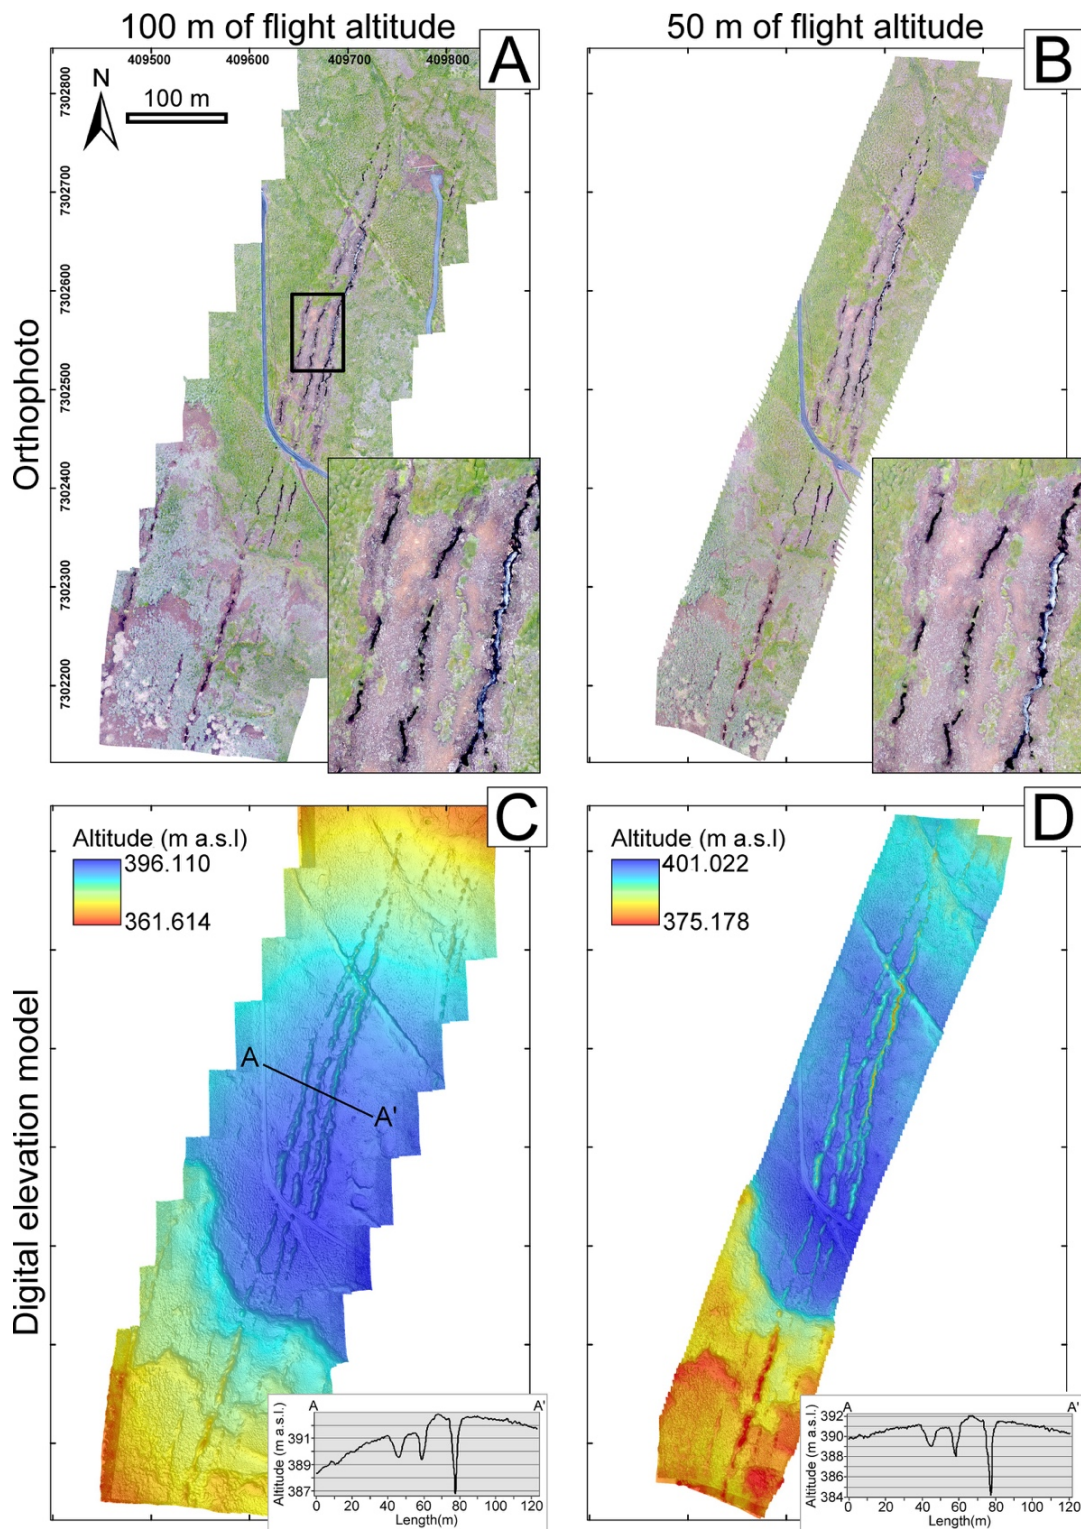 100 m of flight altitude
50 m of flight altitude
A
B
409500
409600
409700
409800
N
100 m
7302800
7302700
7302600
7302500
7302400
7302300
7302200
Orthophoto
C
D
Altitude (m a.s.l)
396.110
361.614
Altitude (m a.s.l)
401.022
375.178
A
A'
Digital elevation model
A
Altitude (m a.s.l.)
391
389
387
0
20
40
60
80
100
120
Length(m)
A
A'
Altitude (m a.s.l.)
392
390
388
386
384
0
20
40
60
80
100
120
Length(m)